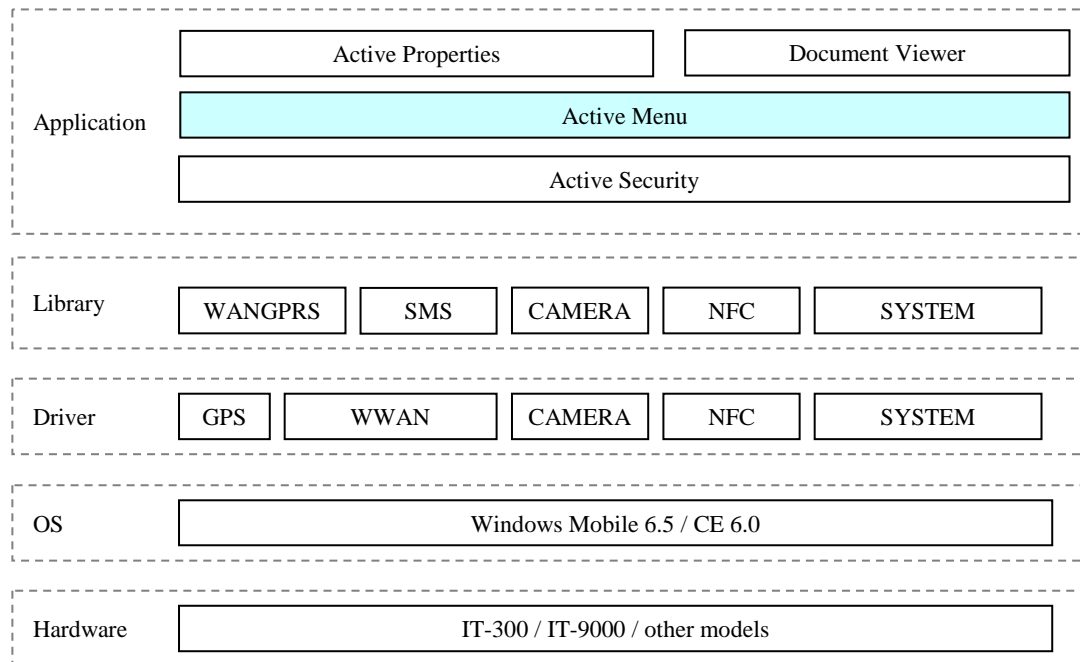 Active Properties
Document Viewer
Application
Active Menu
Active Security
Library
WANGPRS
SMS
CAMERA
NFC
SYSTEM
Driver
GPS
WWAN
CAMERA
NFC
SYSTEM
OS
Windows Mobile 6.5 / CE 6.0
Hardware
IT-300 / IT-9000 / other models